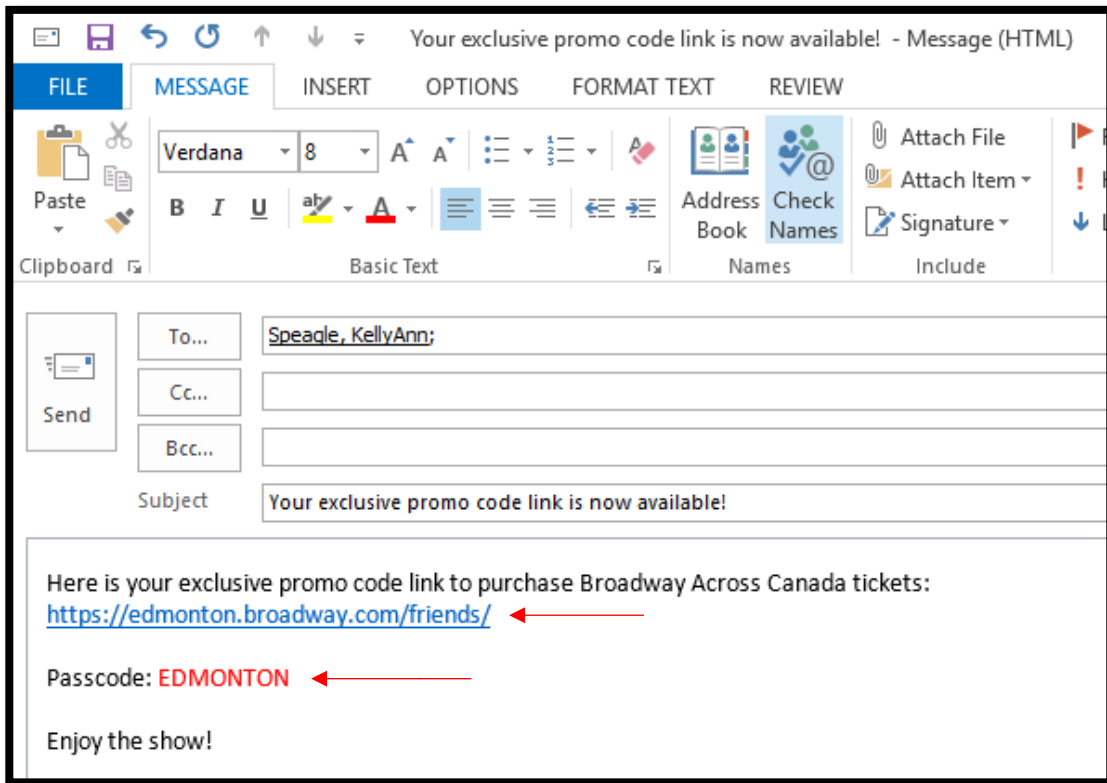 Your exclusive promo code link is now available! - Message (HTML)
FILE MESSAGE INSERT OPTIONS FORMAT TEXT REVIEW
Verdana 8 A A
Attach File
Paste
B I U ab A
Address Book
Check Names
Attach Item
Signature
Clipboard Basic Text Names Include
To... Speagle, KellyAnn;
Send
Cc...
Bcc...
Subject Your exclusive promo code link is now available!
Here is your exclusive promo code link to purchase Broadway Across Canada tickets:
https://edmonton.broadway.com/friends/
Passcode: EDMONTON
Enjoy the show!